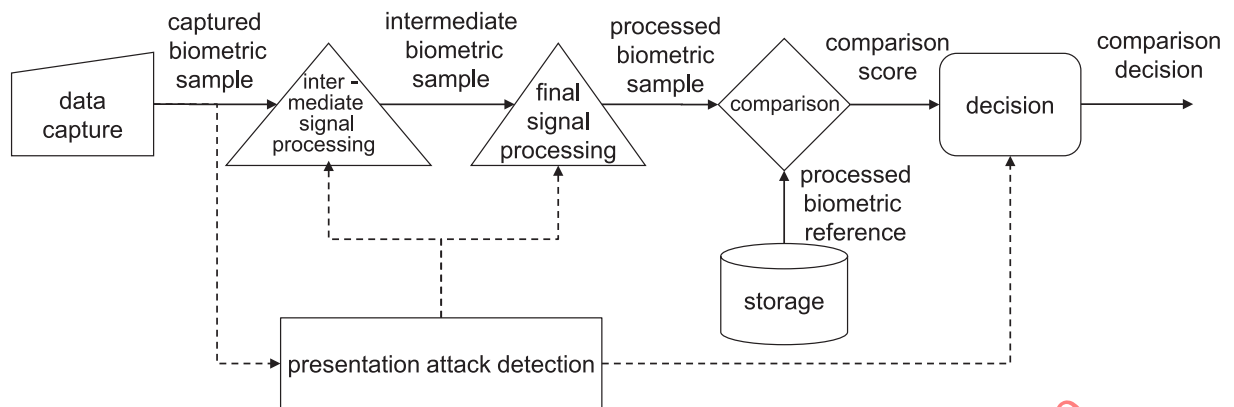 captured
biometric
sample
intermediate
biometric
sample
processed
biometric
sample
comparison
score
comparison
decision
data
capture
inter -
mediate
signal
processing
final
signal
processing
comparison
decision
processed
biometric
reference
storage
presentation attack detection